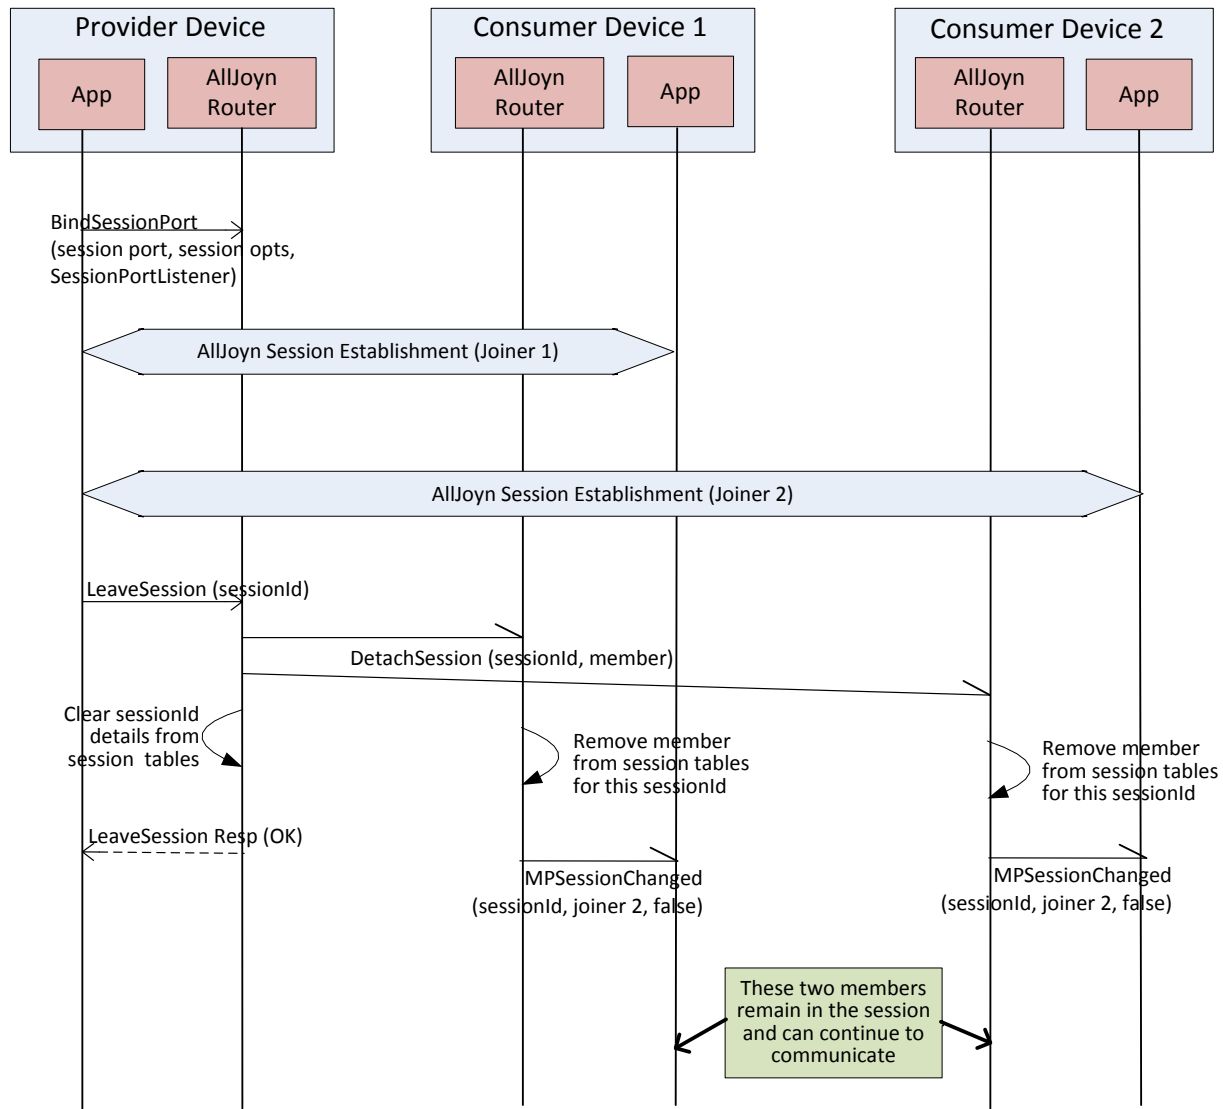 Provider Device
Consumer Device 1
Consumer Device 2
App
AllJoyn
Router
AllJoyn
Router
App
AllJoyn
Router
App
BindSessionPort
(session port, session opts,
SessionPortListener)
AllJoyn Session Establishment (Joiner 1)
AllJoyn Session Establishment (Joiner 2)
LeaveSession (sessionId)
DetachSession (sessionId, member)
Clear sessionId
details from
session tables
Remove member
from session tables
for this sessionId
Remove member
from session tables
for this sessionId
LeaveSession Resp (OK)
MPSessionChanged
(sessionId, joiner 2, false)
MPSessionChanged
(sessionId, joiner 2, false)
These two members
remain in the session
and can continue to
communicate